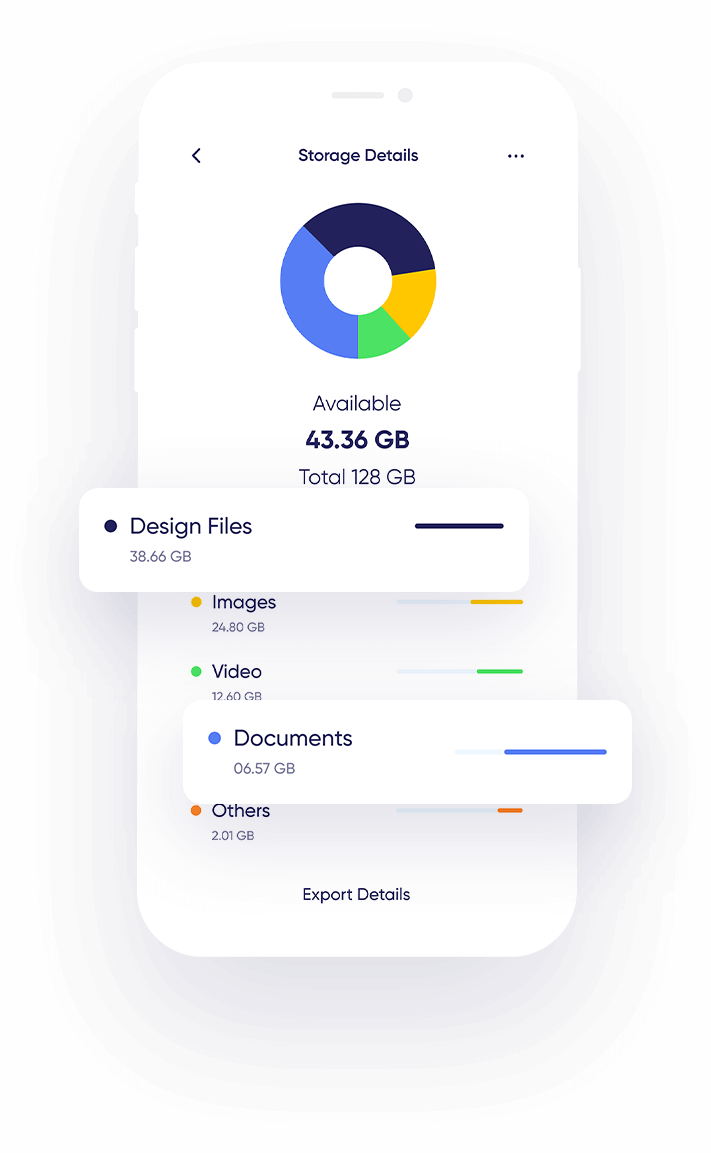 Storage Details
Available
43.36 GB
Total 128 GB
Design Files
38.66 GB
Images
24.80 GB
Video
12.60 GB
Documents
06.57 GB
Others
2.01 GB
Export Details